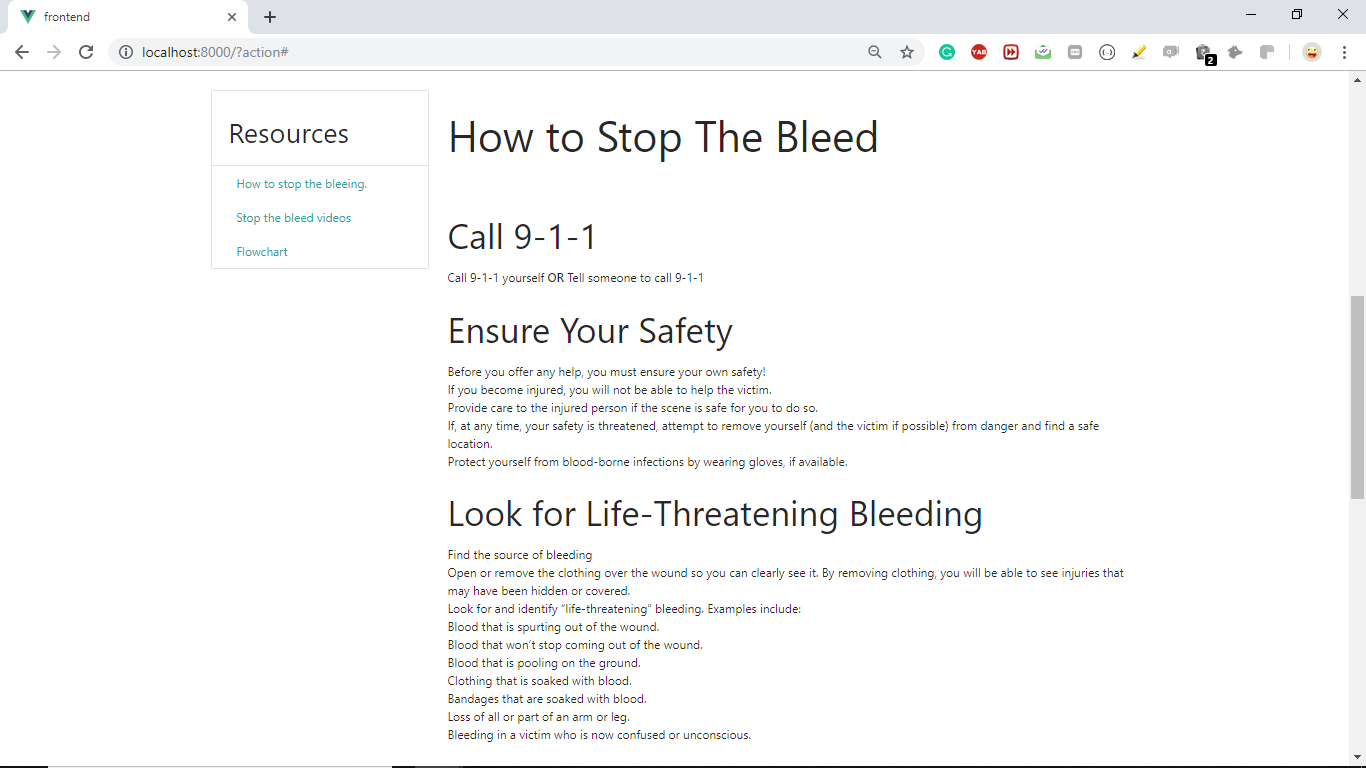 frontend
localhost:8000/?action#
2
Resources
How to stop the bleeing.
Stop the bleed videos
Flowchart
How to Stop The Bleed
Call 9-1-1
Call 9-1-1 yourself OR Tell someone to call 9-1-1
Ensure Your Safety
Before you offer any help, you must ensure your own safety!
If you become injured, you will not be able to help the victim.
Provide care to the injured person if the scene is safe for you to do so.
If, at any time, your safety is threatened, attempt to remove yourself (and the victim if possible) from danger and find a safe
location.
Protect yourself from blood-borne infections by wearing gloves, if available.
Look for Life-Threatening Bleeding
Find the source of bleeding
Open or remove the clothing over the wound so you can clearly see it. By removing clothing, you will be able to see injuries that
may have been hidden or covered.
Look for and identify “life-threatening” bleeding. Examples include:
Blood that is spurting out of the wound.
Blood that won’t stop coming out of the wound.
Blood that is pooling on the ground.
Clothing that is soaked with blood.
Bandages that are soaked with blood.
Loss of all or part of an arm or leg.
Bleeding in a victim who is now confused or unconscious.